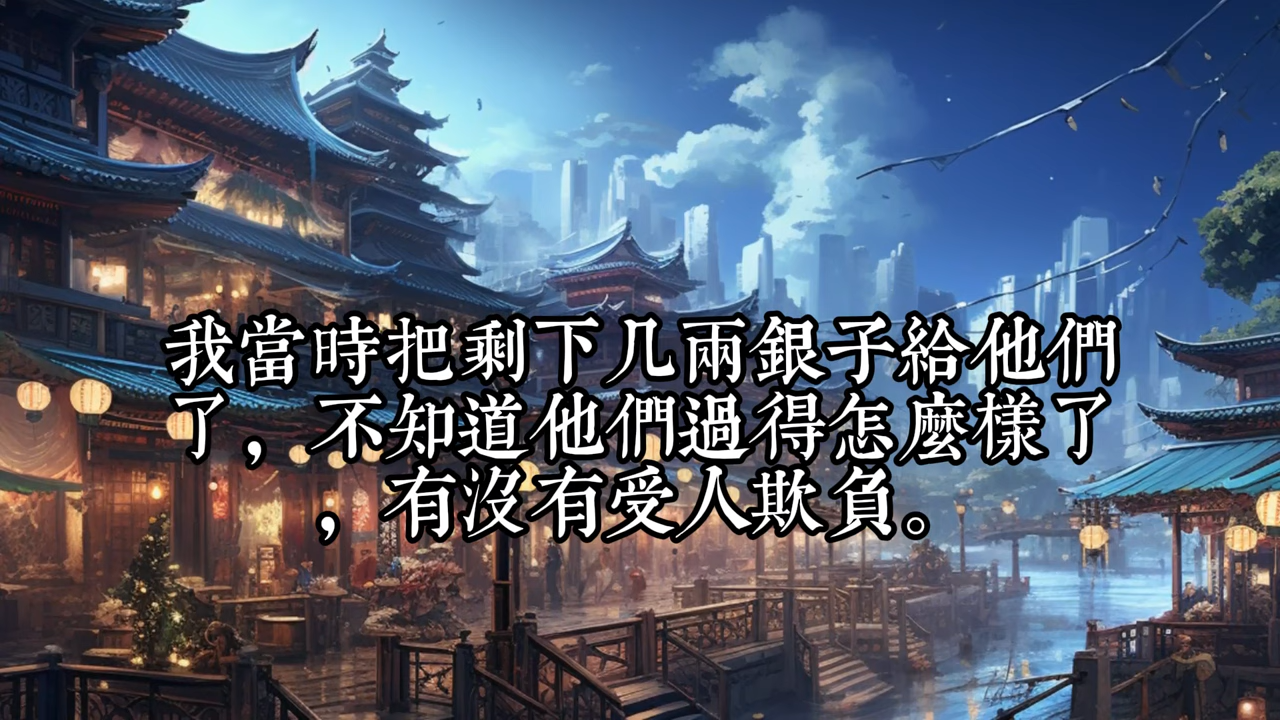 我當時把剩下几兩銀子給他們
了，不知道他們過得怎麼樣了
，有沒有受人欺負。